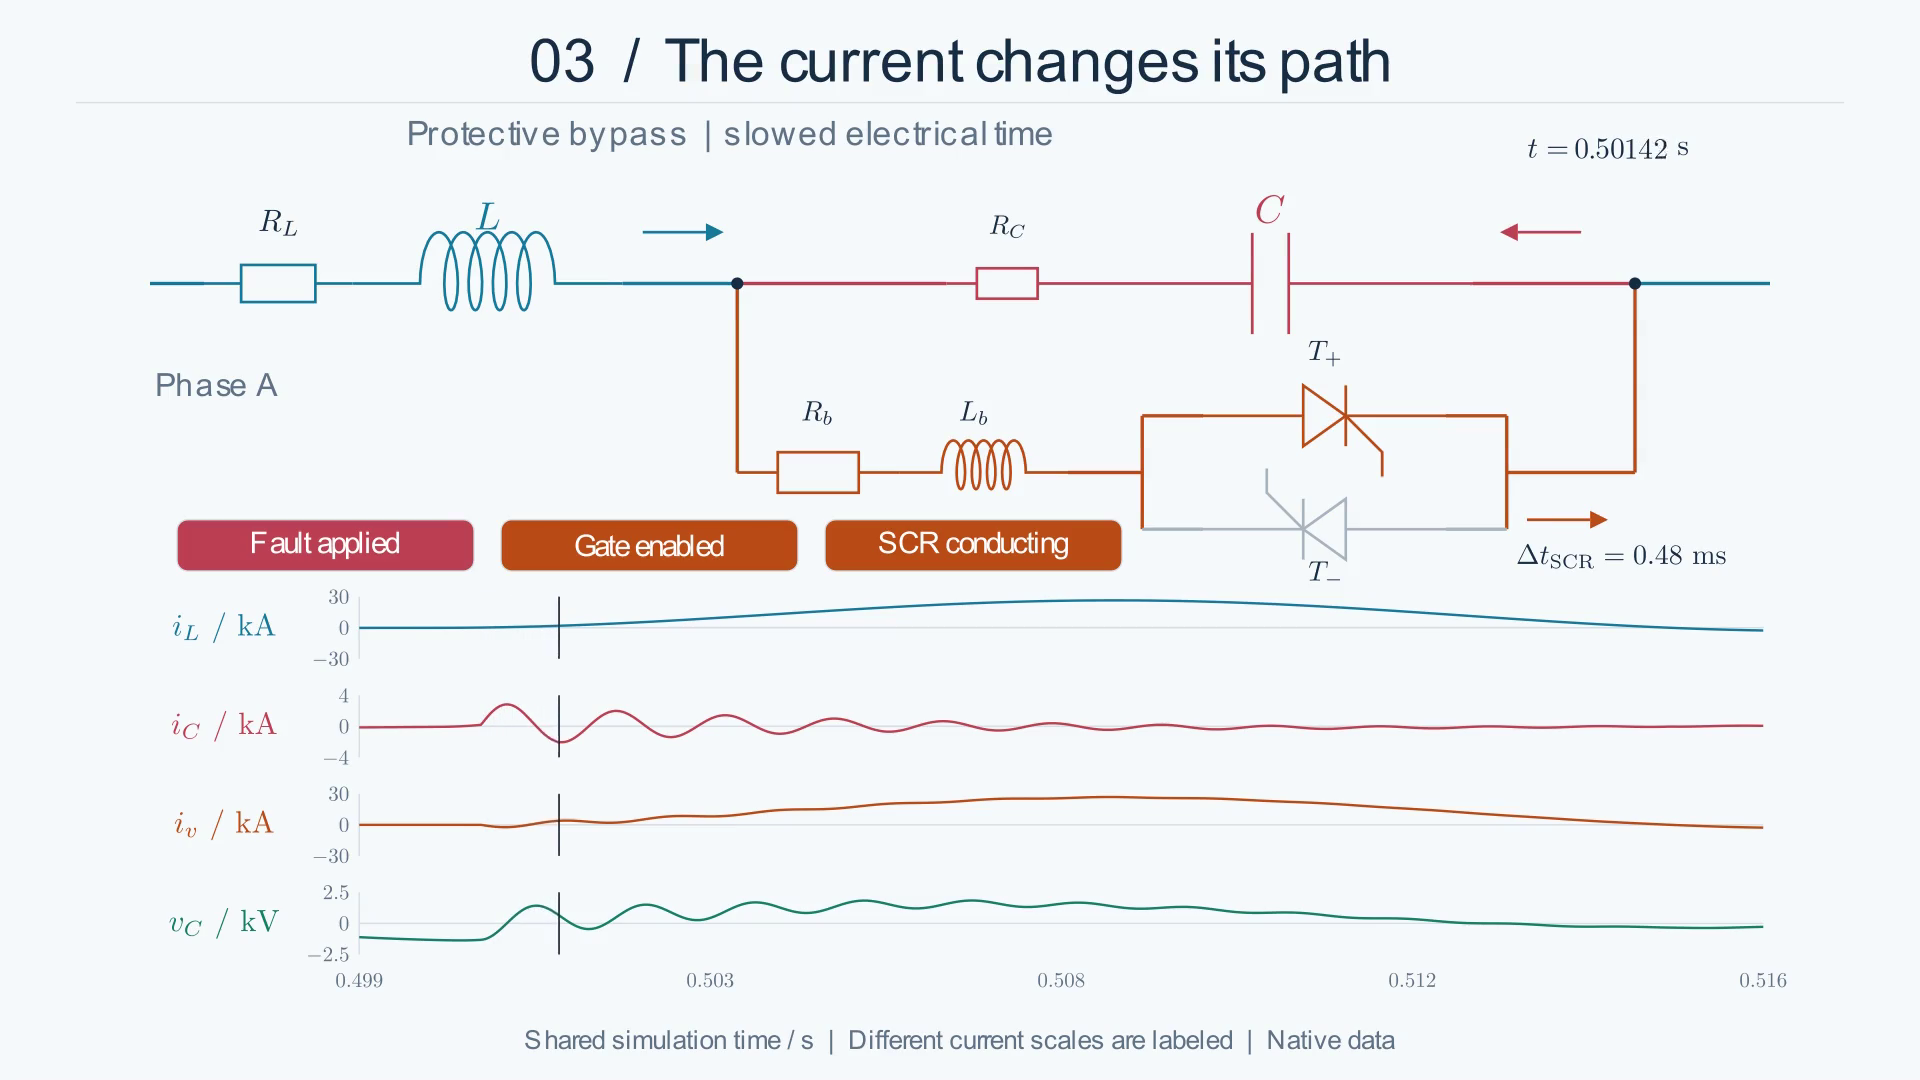 03 / The current changes its path
Protective bypass | slowed electrical time
t = 0.50142 s
R_L
L
R_C
C
T_+
Phase A
R_b
L_b
Fault applied
Gate enabled
SCR conducting
T_−
Δt_SCR = 0.48 ms
i_L / kA
30
0
−30
i_C / kA
4
0
−4
i_v / kA
30
0
−30
v_C / kV
2.5
0
−2.5
0.499 0.503 0.508 0.512 0.516
Shared simulation time / s | Different current scales are labeled | Native data